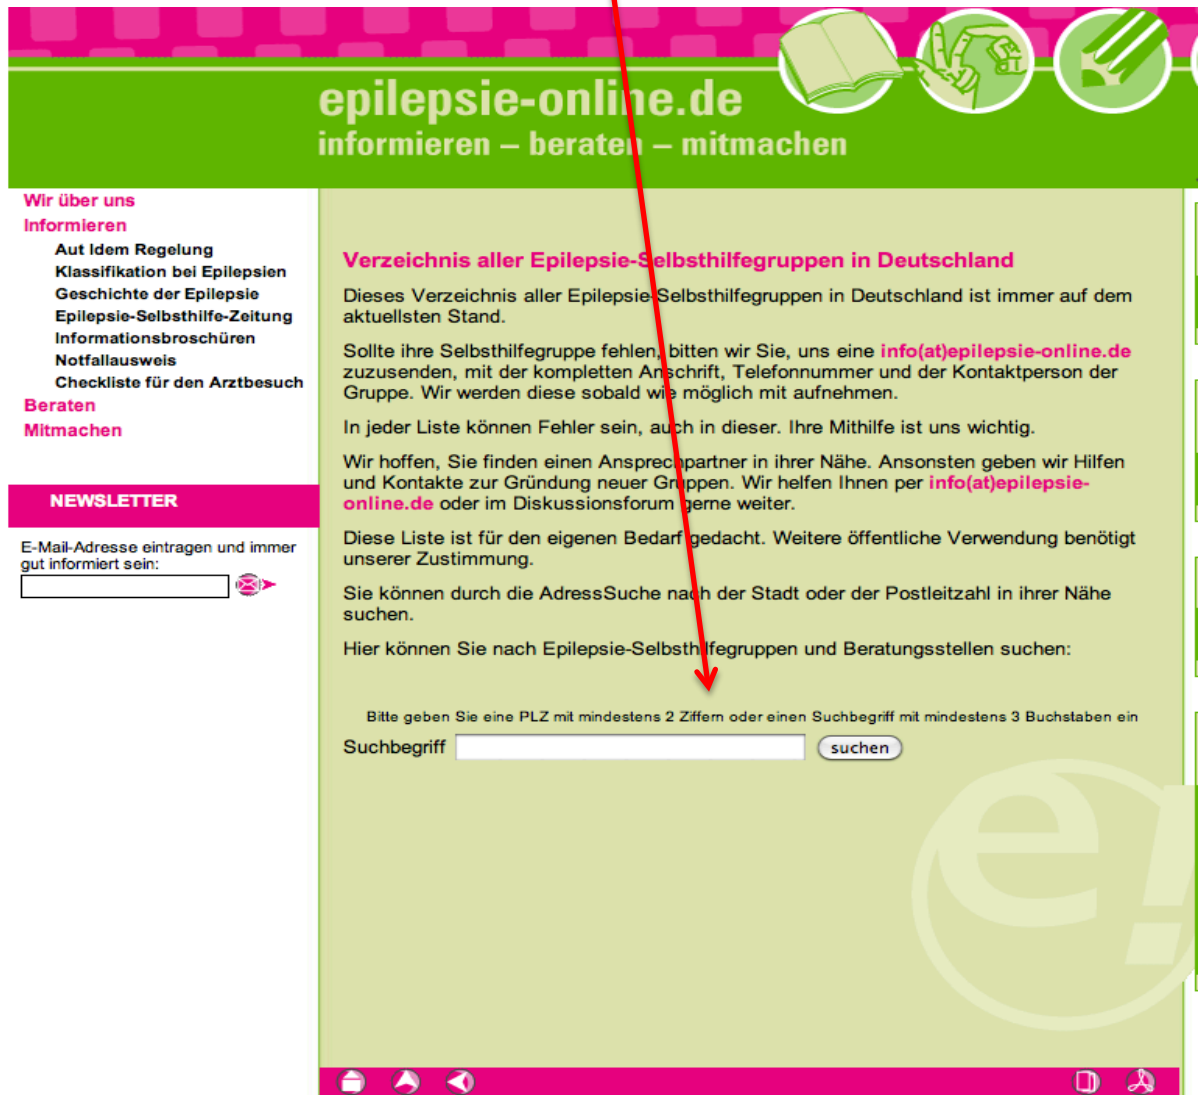 epilepsie-online.de
informieren – beraten – mitmachen
Wir über uns
Informieren
Aut Idem Regelung
Klassifikation bei Epilepsien
Geschichte der Epilepsie
Epilepsie-Selbsthilfe-Zeitung
Informationsbroschüren
Notfallausweis
Checkliste für den Arztbesuch
Beraten
Mitmachen
NEWSLETTER
E-Mail-Adresse eintragen und immer
gut informiert sein:
Verzeichnis aller Epilepsie-Selbsthilfegruppen in Deutschland
Dieses Verzeichnis aller Epilepsie-Selbsthilfegruppen in Deutschland ist immer auf dem
aktuellsten Stand.
Sollte ihre Selbsthilfegruppe fehlen, bitten wir Sie, uns eine info(at)epilepsie-online.de
zuzusenden, mit der kompletten Anschrift, Telefonnummer und der Kontaktperson der
Gruppe. Wir werden diese sobald wie möglich mit aufnehmen.
In jeder Liste können Fehler sein, auch in dieser. Ihre Mithilfe ist uns wichtig.
Wir hoffen, Sie finden einen Ansprechpartner in ihrer Nähe. Ansonsten geben wir Hilfen
und Kontakte zur Gründung neuer Gruppen. Wir helfen Ihnen per info(at)epilepsie-
online.de oder im Diskussionsforum gerne weiter.
Diese Liste ist für den eigenen Bedarf gedacht. Weitere öffentliche Verwendung benötigt
unserer Zustimmung.
Sie können durch die AdressSuche nach der Stadt oder der Postleitzahl in ihrer Nähe
suchen.
Hier können Sie nach Epilepsie-Selbsthilfegruppen und Beratungsstellen suchen:
Bitte geben Sie eine PLZ mit mindestens 2 Ziffern oder einen Suchbegriff mit mindestens 3 Buchstaben ein
Suchbegriff
suchen
e!